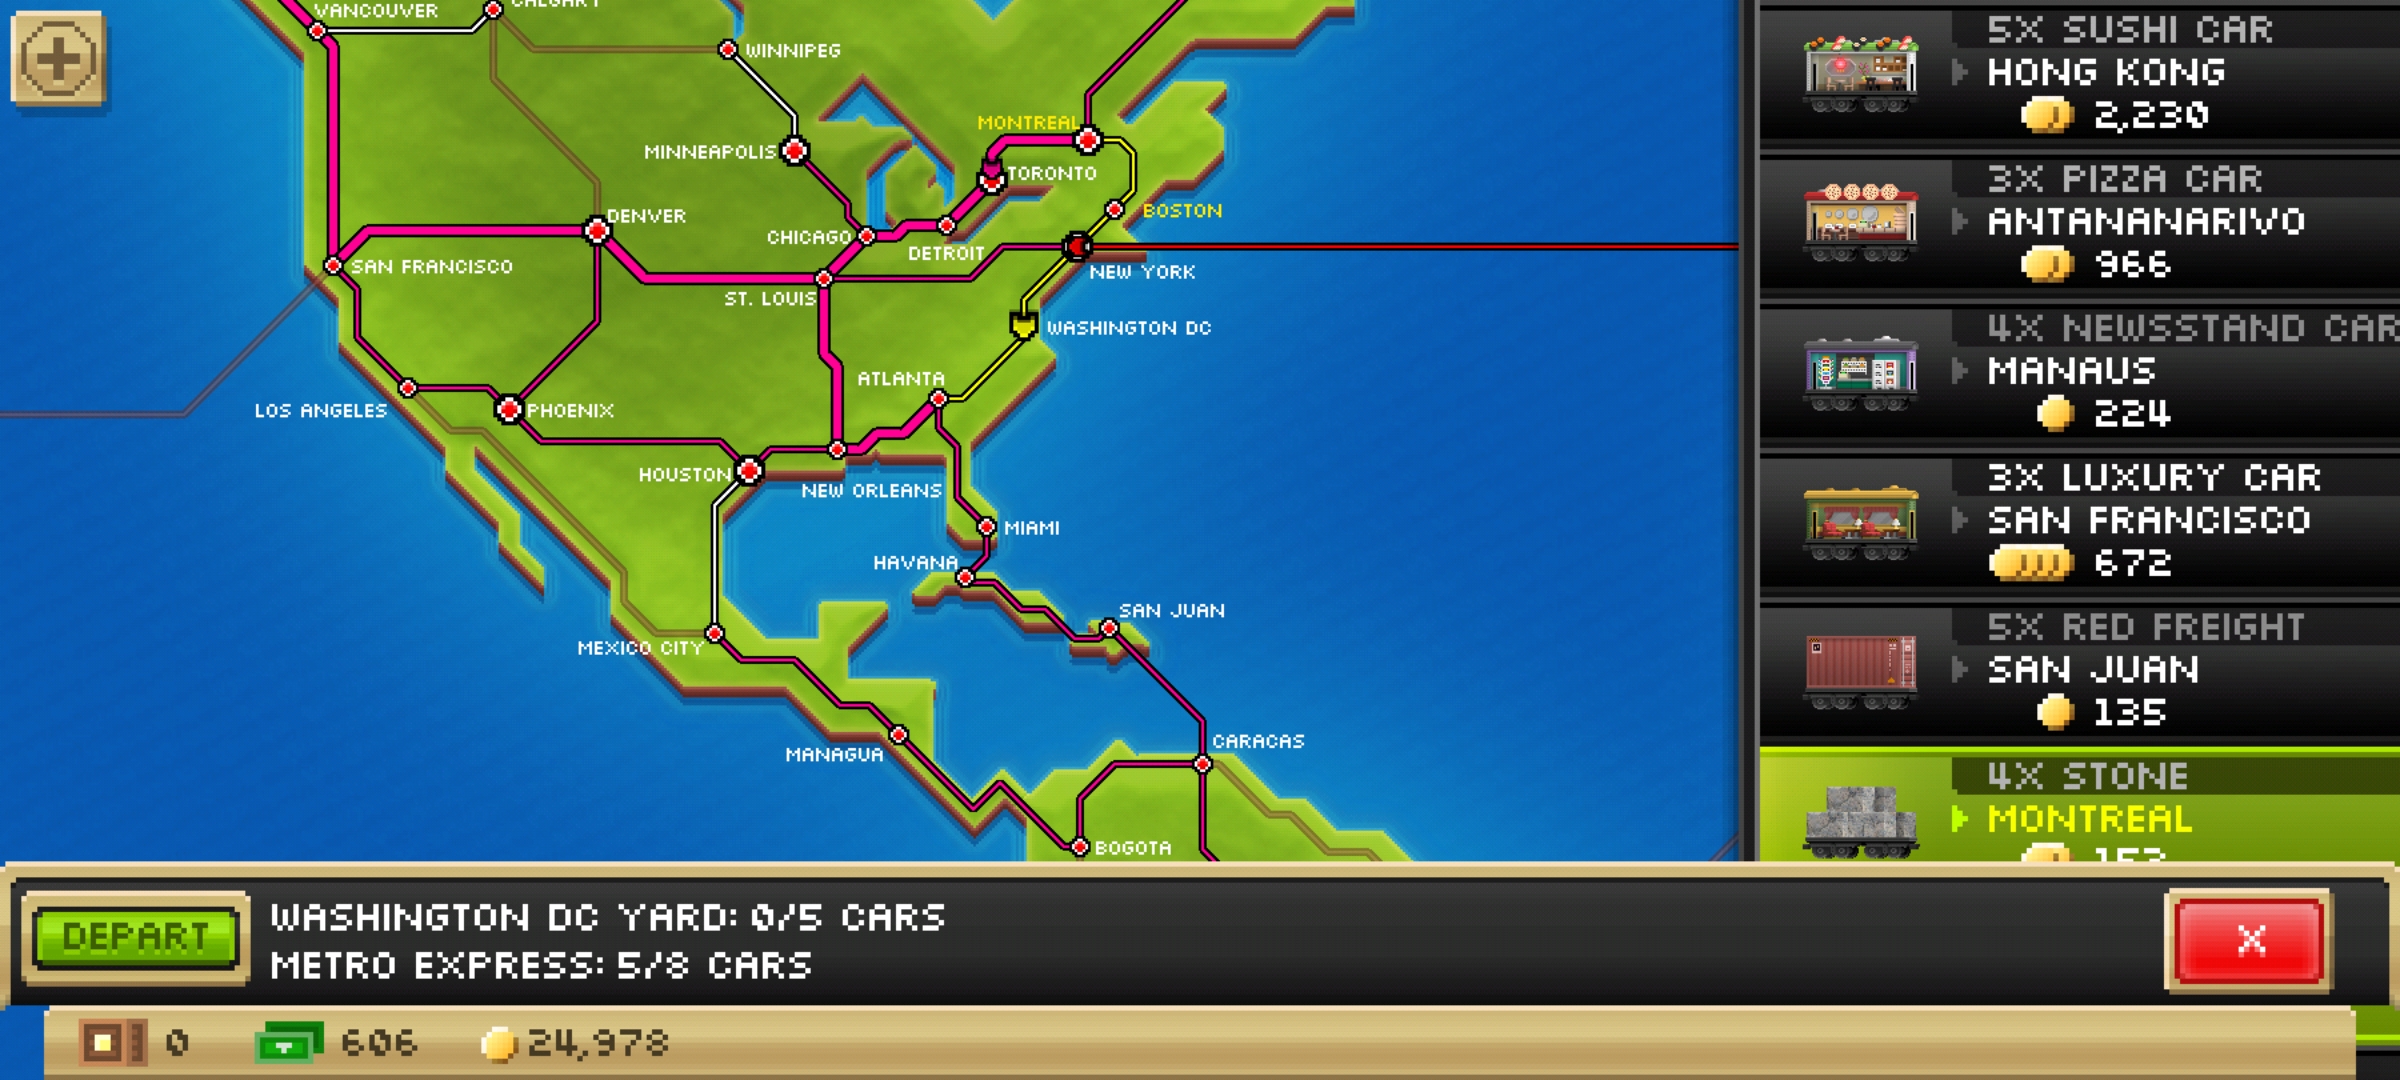 VANCOUVER
CALGARY
WINNIPEG
MINNEAPOLIS
MONTREAL
TORONTO
DENVER
BOSTON
CHICAGO
DETROIT
SAN FRANCISCO
NEW YORK
ST. LOUIS
WASHINGTON DC
ATLANTA
LOS ANGELES
PHOENIX
HOUSTON
NEW ORLEANS
MIAMI
HAVANA
SAN JUAN
MEXICO CITY
MANAGUA
CARACAS
BOGOTA
5X SUSHI CAR
HONG KONG
2,230
3X PIZZA CAR
ANTANANARIVO
966
4X NEWSSTAND CAR
MANAUS
224
3X LUXURY CAR
SAN FRANCISCO
672
5X RED FREIGHT
SAN JUAN
135
4X STONE
MONTREAL
DEPART
WASHINGTON DC YARD: 0/5 CARS
METRO EXPRESS: 5/8 CARS
X
0
606
24,978